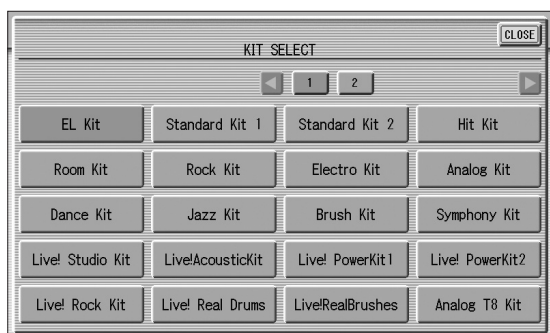 CLOSE
KIT SELECT
1 2
EL Kit Standard Kit 1 Standard Kit 2 Hit Kit
Room Kit Rock Kit Electro Kit Analog Kit
Dance Kit Jazz Kit Brush Kit Symphony Kit
Live! Studio Kit Live!AcousticKit Live! PowerKit1 Live! PowerKit2
Live! Rock Kit Live! Real Drums Live!RealBrushes Analog T8 Kit